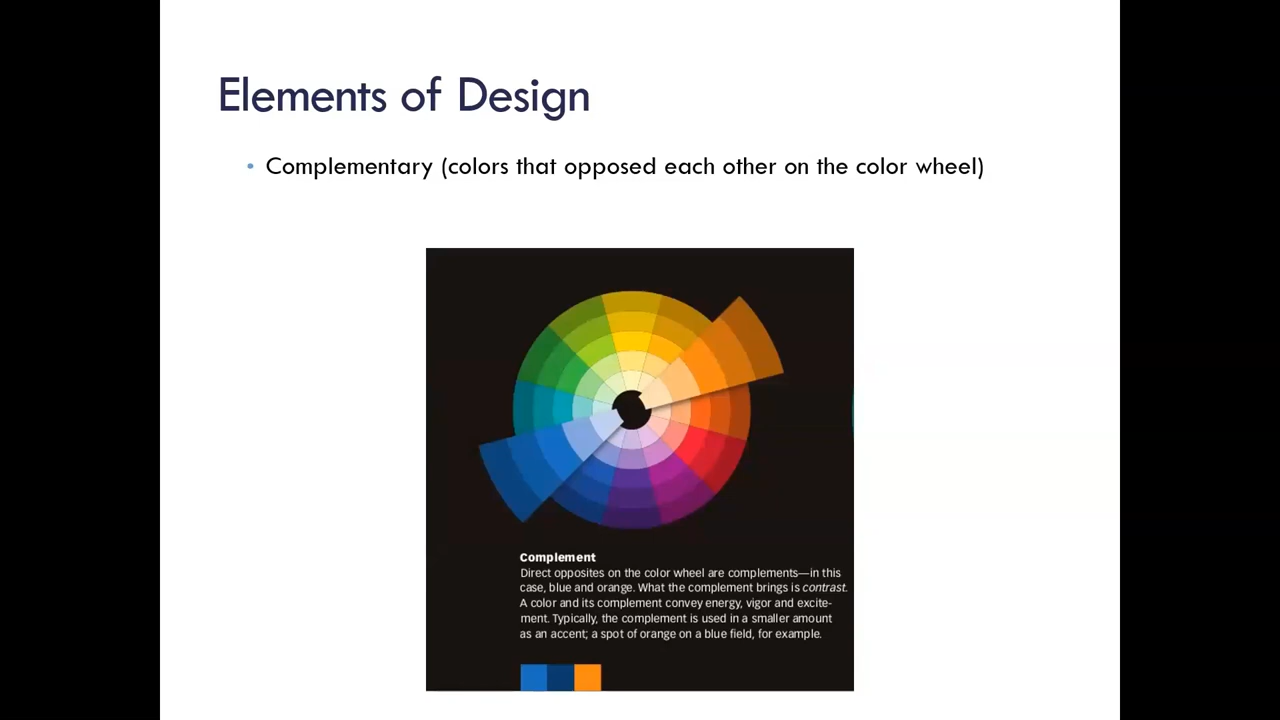 Elements of Design
• Complementary (colors that opposed each other on the color wheel)
Complement
Direct opposites on the color wheel are complements—in this
case, blue and orange. What the complement brings is contrast.
A color and its complement convey energy, vigor and excite-
ment. Typically, the complement is used in a smaller amount
as an accent; a spot of orange on a blue field, for example.